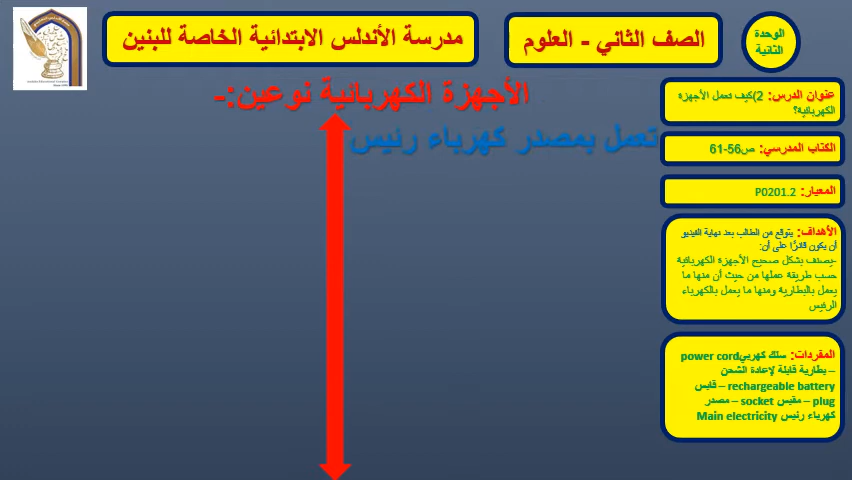 مدرسة الأندلس الابتدائية الخاصة للبنين
الصف الثاني - العلوم
الوحدة
الثانية
الأجهزة الكهربائية نوعين:-
تعمل بمصدر كهرباء رئيس
عنوان الدرس: 2)كيف تعمل الأجهزة
الكهربائية؟
الكتاب المدرسي: ص56-61
المعيار: P0201.2
الأهداف: يتوقع من الطالب بعد نهاية الفيديو
أن يكون قادرًا على أن:
-يصنف بشكل صحيح الأجهزة الكهربائية
حسب طريقة عملها من حيث أن منها ما
يعمل بالبطارية ومنها ما يعمل بالكهرباء
الرئيس
المفردات: سلك كهربيpower cord
– بطارية قابلة لإعادة الشحن
rechargeable battery – قابس
plug – مقبس socket – مصدر
كهرباء رئيس Main electricity